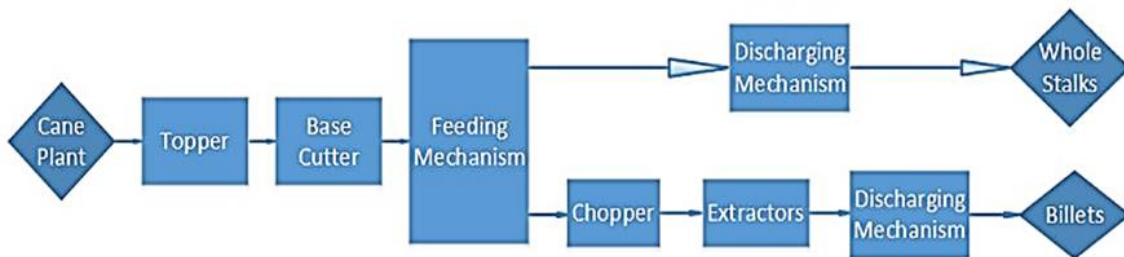 Cane
Plant
Topper
Base
Cutter
Feeding
Mechanism
Discharging
Mechanism
Whole
Stalks
Chopper
Extractors
Discharging
Mechanism
Billets